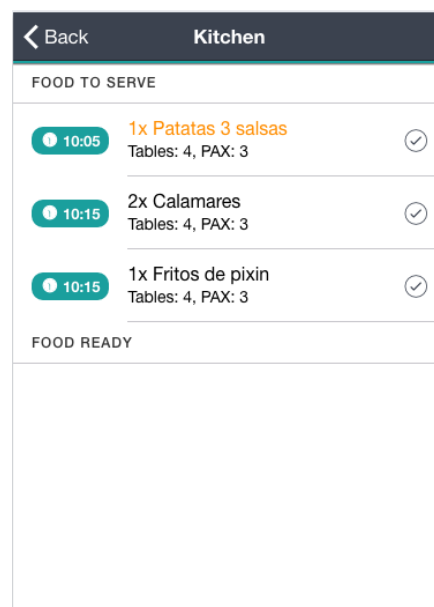 Back
Kitchen
FOOD TO SERVE
10:05
1x Patatas 3 salsas
Tables: 4, PAX: 3
10:15
2x Calamares
Tables: 4, PAX: 3
10:15
1x Fritos de pixin
Tables: 4, PAX: 3
FOOD READY